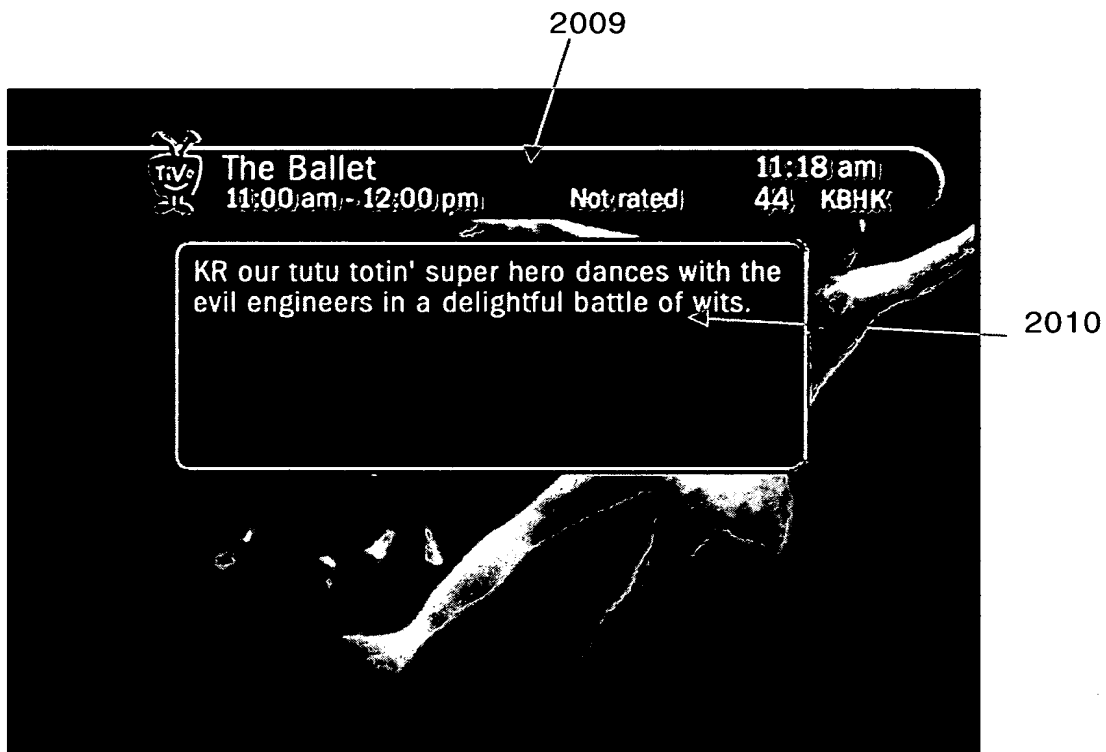 2009
TiVo
The Ballet 11:18 am
11:00 am - 12:00 pm Not rated 44 KBHK
KR our tutu totin' super hero dances with the
evil engineers in a delightful battle of wits.
2010